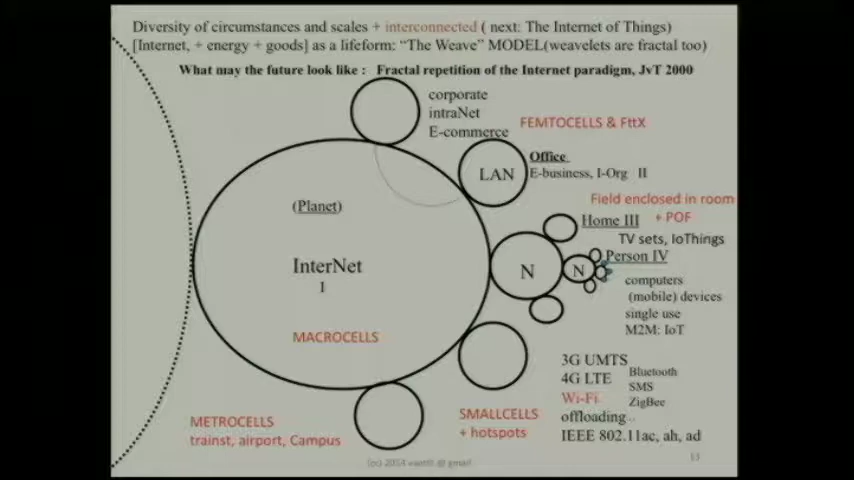 Diversity of circumstances and scales + interconnected ( next: The Internet of Things)
[Internet, + energy + goods] as a lifeform: “The Weave” MODEL(weavelets are fractal too)
What may the future look like : Fractal repetition of the Internet paradigm, JvT 2000
corporate
intraNet
E-commerce
FEMTOCELLS & FttX
LAN
Office
E-business, I-Org II
Field enclosed in room
+ POF
(Planet)
Home III
TV sets, IoThings
Person IV
InterNet
I
N
N
computers
(mobile) devices
single use
M2M: IoT
MACROCELLS
3G UMTS
4G LTE
Wi-Fi
offloading
IEEE 802.11ac, ah, ad
Bluetooth
SMS
ZigBee
METROCELLS
trainst, airport, Campus
SMALLCELLS
+ hotspots
(cc) 2014 @ gmail